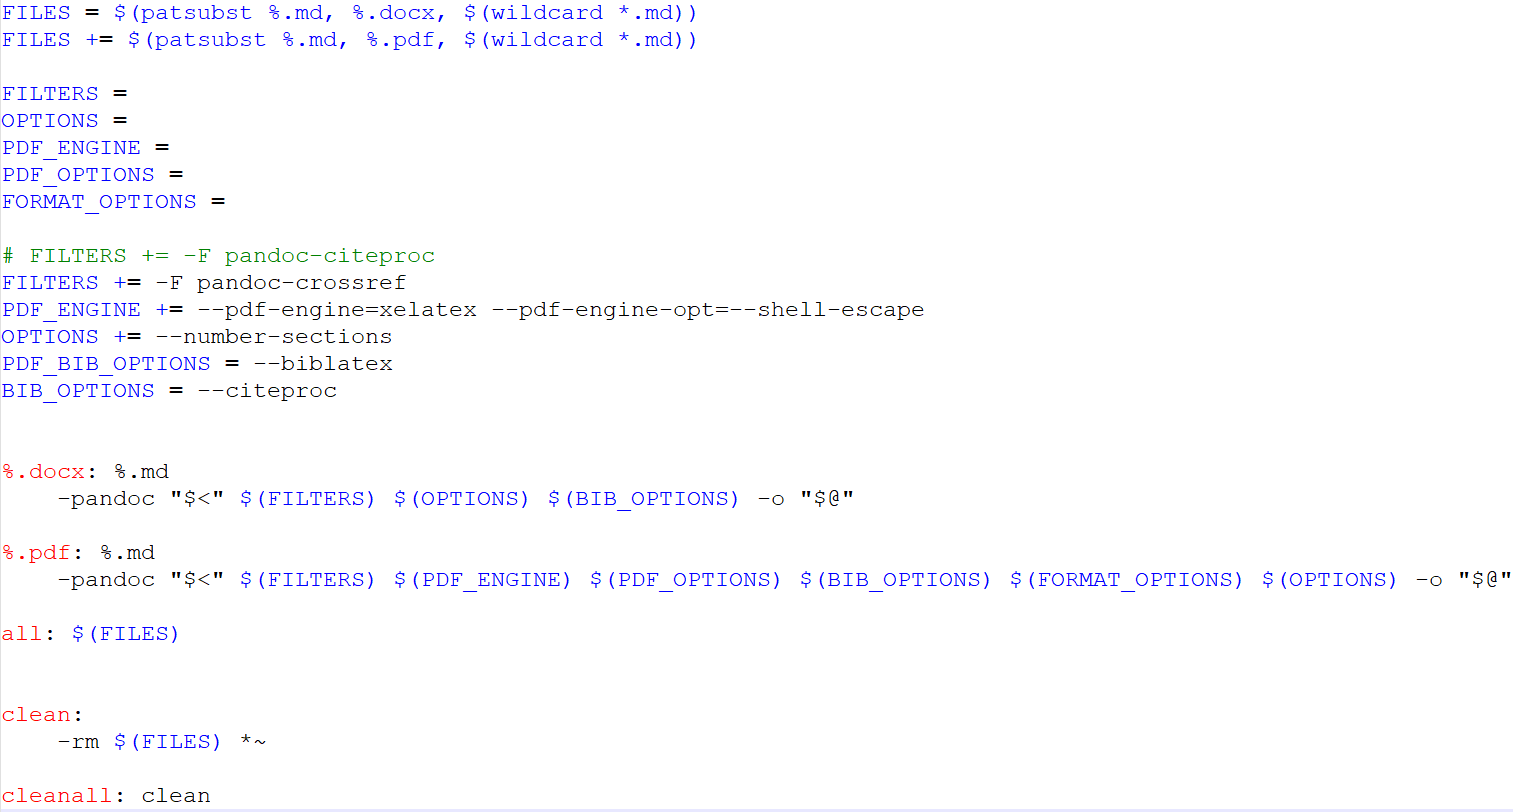 FILES = $(patsubst %.md, %.docx, $(wildcard *.md))
FILES += $(patsubst %.md, %.pdf, $(wildcard *.md))

FILTERS =
OPTIONS =
PDF_ENGINE =
PDF_OPTIONS =
FORMAT_OPTIONS =

# FILTERS += -F pandoc-citeproc
FILTERS += -F pandoc-crossref
PDF_ENGINE += --pdf-engine=xelatex --pdf-engine-opt=--shell-escape
OPTIONS += --number-sections
PDF_BIB_OPTIONS = --biblatex
BIB_OPTIONS = --citeproc

%.docx: %.md
    -pandoc "$<" $(FILTERS) $(OPTIONS) $(BIB_OPTIONS) -o "$@"

%.pdf: %.md
    -pandoc "$<" $(FILTERS) $(PDF_ENGINE) $(PDF_OPTIONS) $(BIB_OPTIONS) $(FORMAT_OPTIONS) $(OPTIONS) -o "$@"

all: $(FILES)

clean:
    -rm $(FILES) *~

cleanall: clean